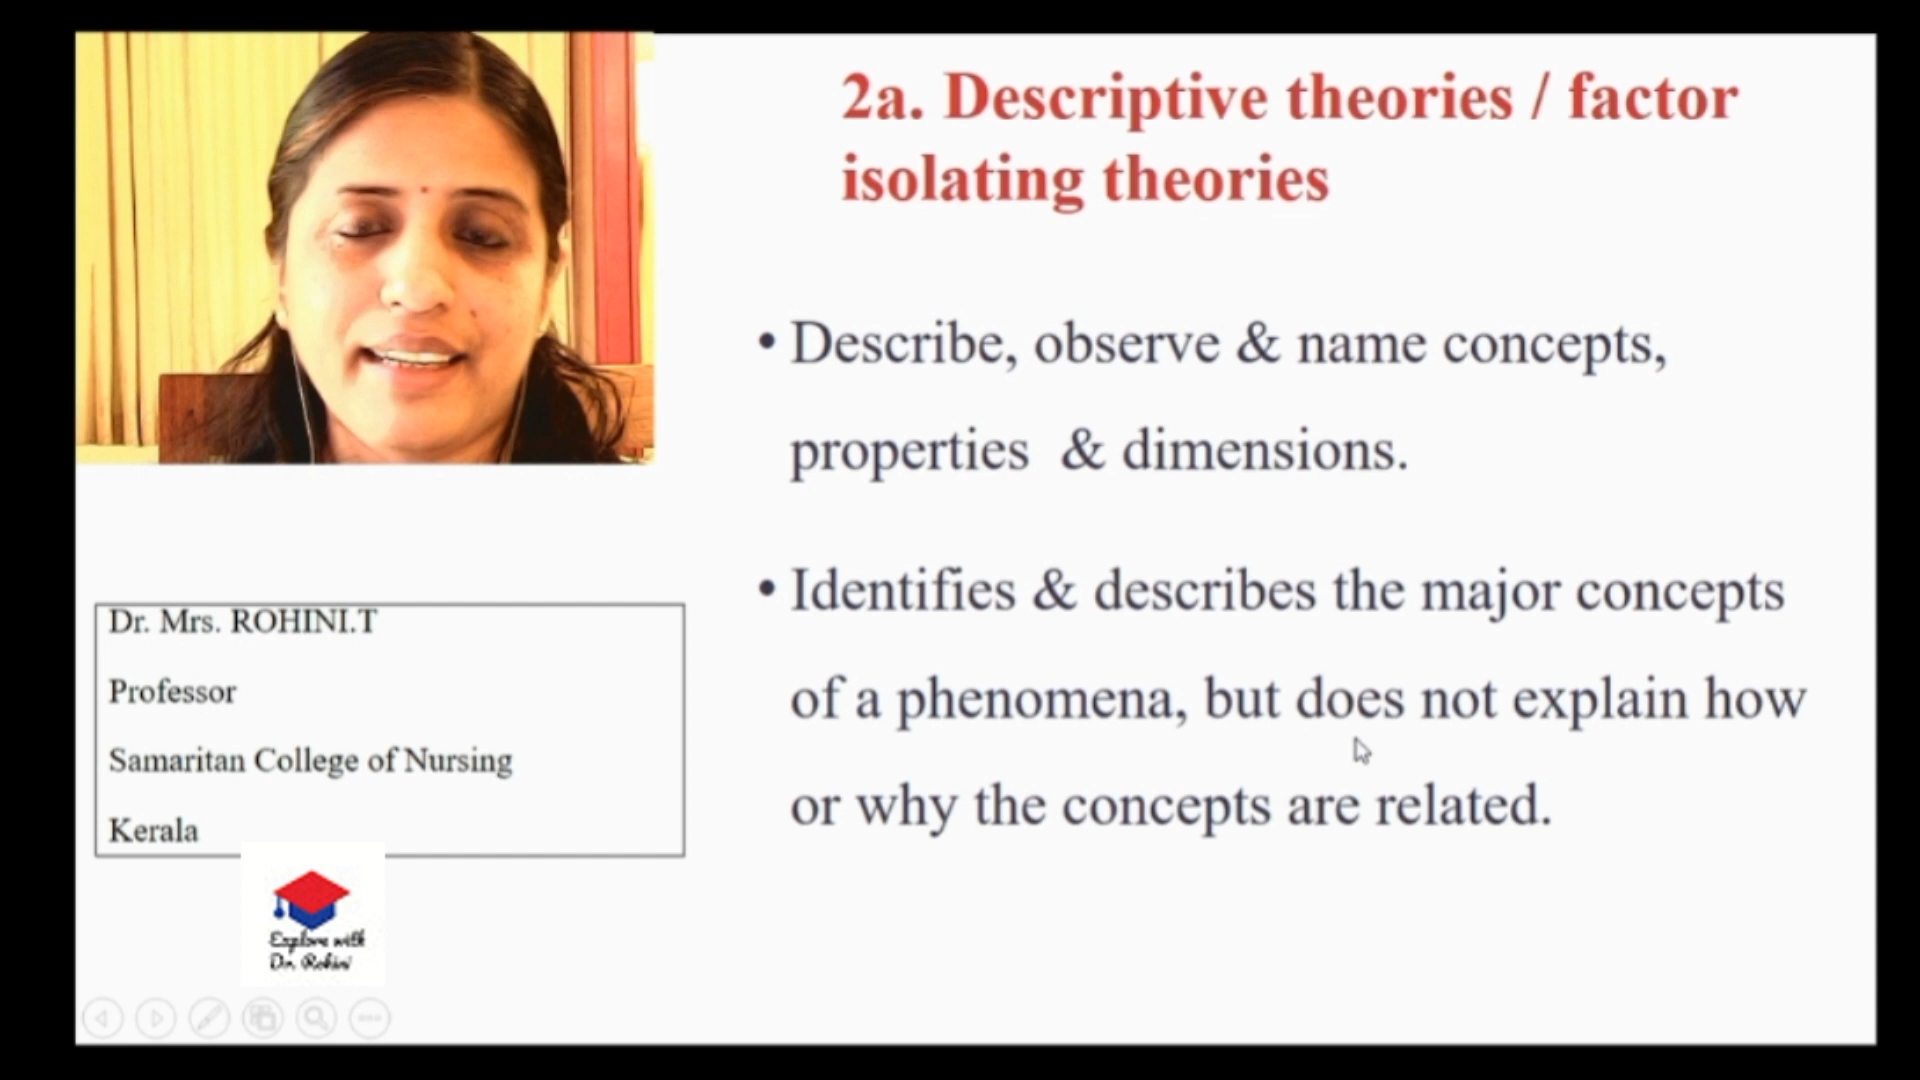 2a. Descriptive theories / factor
isolating theories
• Describe, observe & name concepts,
properties & dimensions.
• Identifies & describes the major concepts
of a phenomena, but does not explain how
or why the concepts are related.
Dr. Mrs. ROHINI.T
Professor
Samaritan College of Nursing
Kerala
Explore with
Dr. Rohini